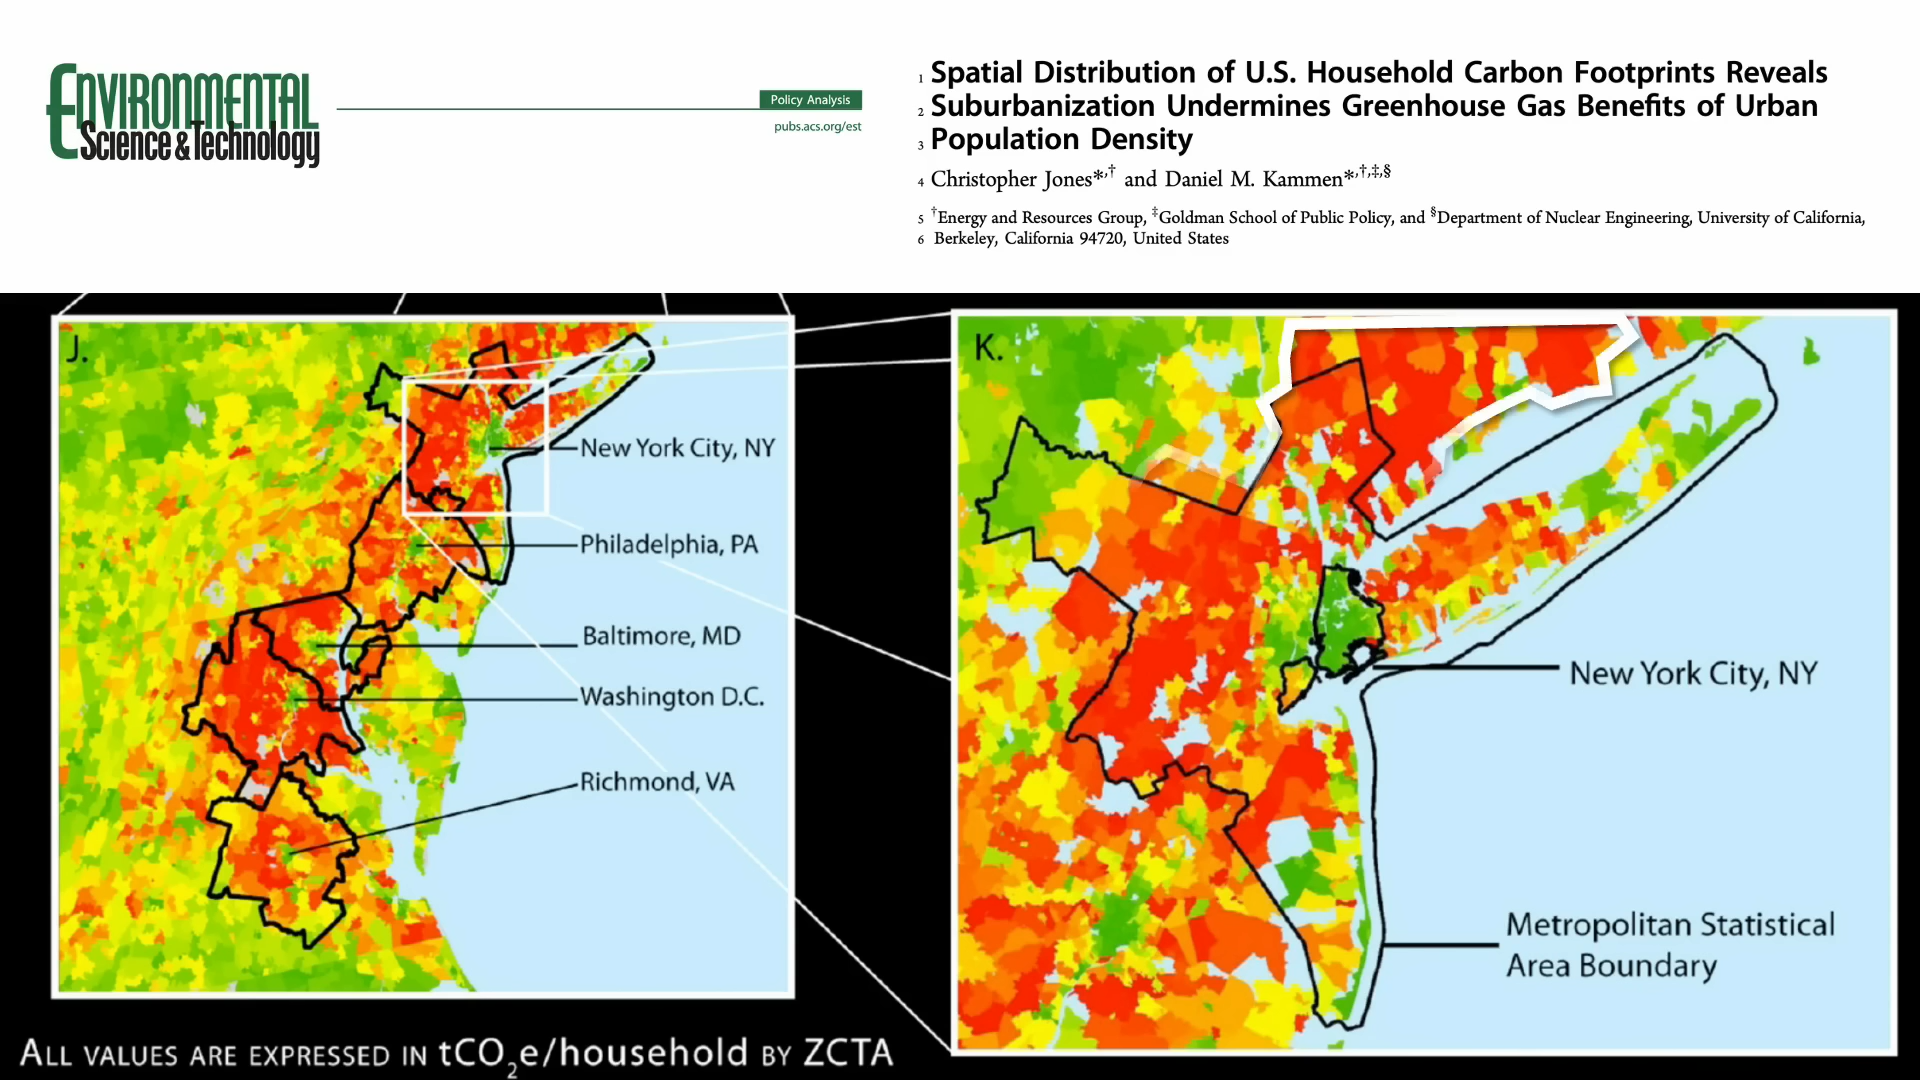 ENVIRONMENTAL
Science & Technology
Policy Analysis
pubs.acs.org/est
1 Spatial Distribution of U.S. Household Carbon Footprints Reveals
2 Suburbanization Undermines Greenhouse Gas Benefits of Urban
3 Population Density
4 Christopher Jones*,† and Daniel M. Kammen*,†,‡,§
5 †Energy and Resources Group, ‡Goldman School of Public Policy, and §Department of Nuclear Engineering, University of California,
6 Berkeley, California 94720, United States
J.
New York City, NY
Philadelphia, PA
Baltimore, MD
Washington D.C.
Richmond, VA
K.
New York City, NY
Metropolitan Statistical
Area Boundary
ALL VALUES ARE EXPRESSED IN tCO₂e/household BY ZCTA